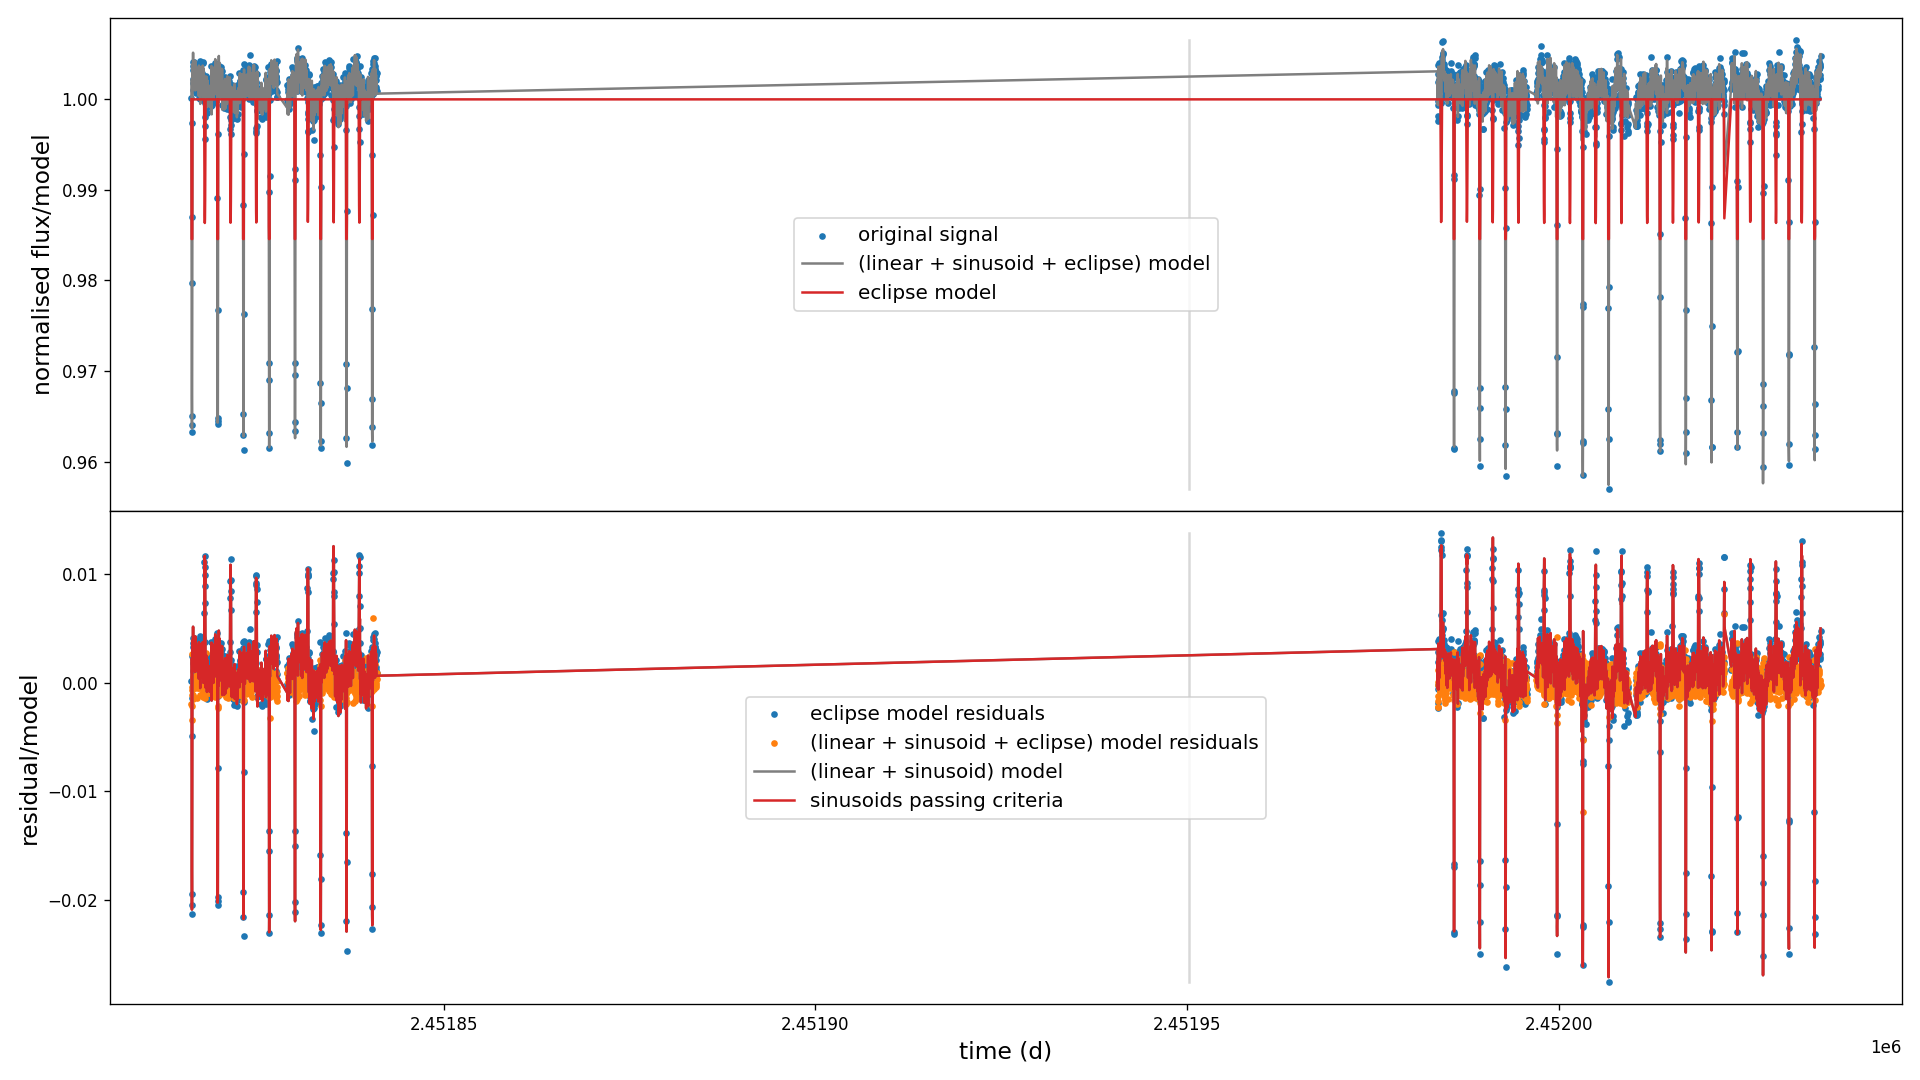 normalised flux/model
1.00
0.99
0.98
0.97
0.96
original signal
(linear + sinusoid + eclipse) model
eclipse model
residual/model
0.01
0.00
−0.01
−0.02
eclipse model residuals
(linear + sinusoid + eclipse) model residuals
(linear + sinusoid) model
sinusoids passing criteria
2.45185
2.45190
2.45195
2.45200
1e6
time (d)